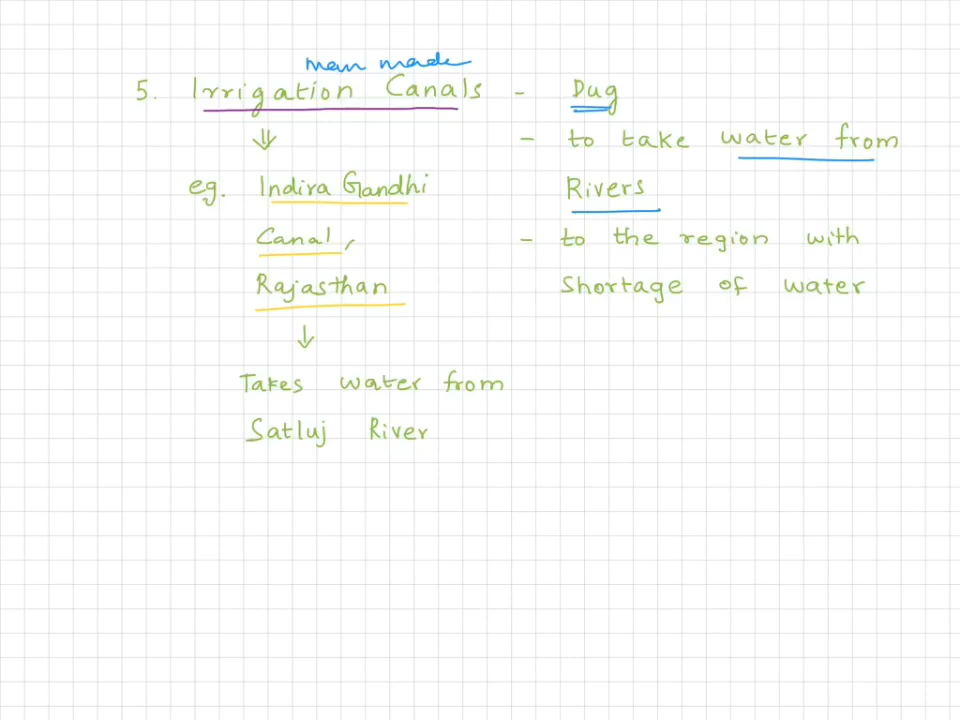 man made
5. Irrigation Canals - Dug
- to take water from
Rivers
- to the region with
Shortage of water
⇓
eg. Indira Gandhi
Canal,
Rajasthan
↓
Takes water from
Satluj River